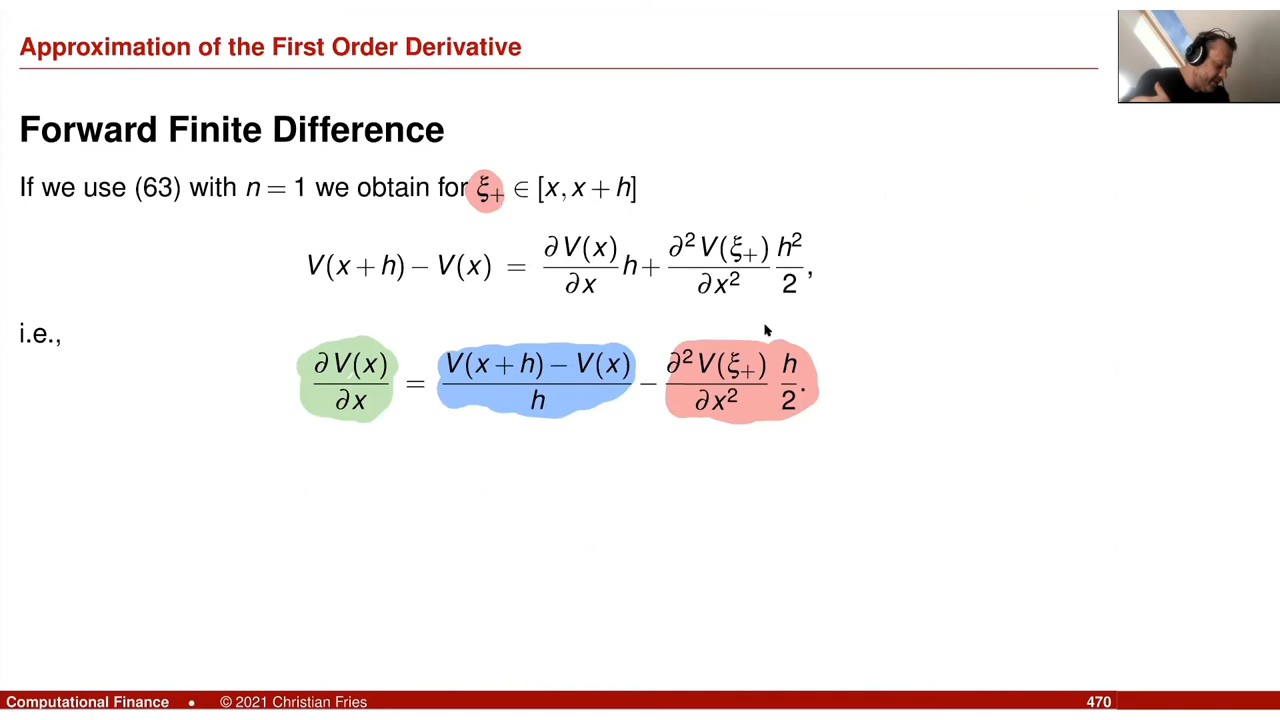 Approximation of the First Order Derivative
Forward Finite Difference
If we use (63) with n = 1 we obtain for ξ₊ ∈ [x, x + h]
V(x + h) − V(x) = ∂V(x)/∂x h + ∂²V(ξ₊)/∂x² h²/2,
i.e.,
∂V(x)/∂x = V(x + h) − V(x)/h − ∂²V(ξ₊)/∂x² h/2.
Computational Finance • © 2021 Christian Fries 470